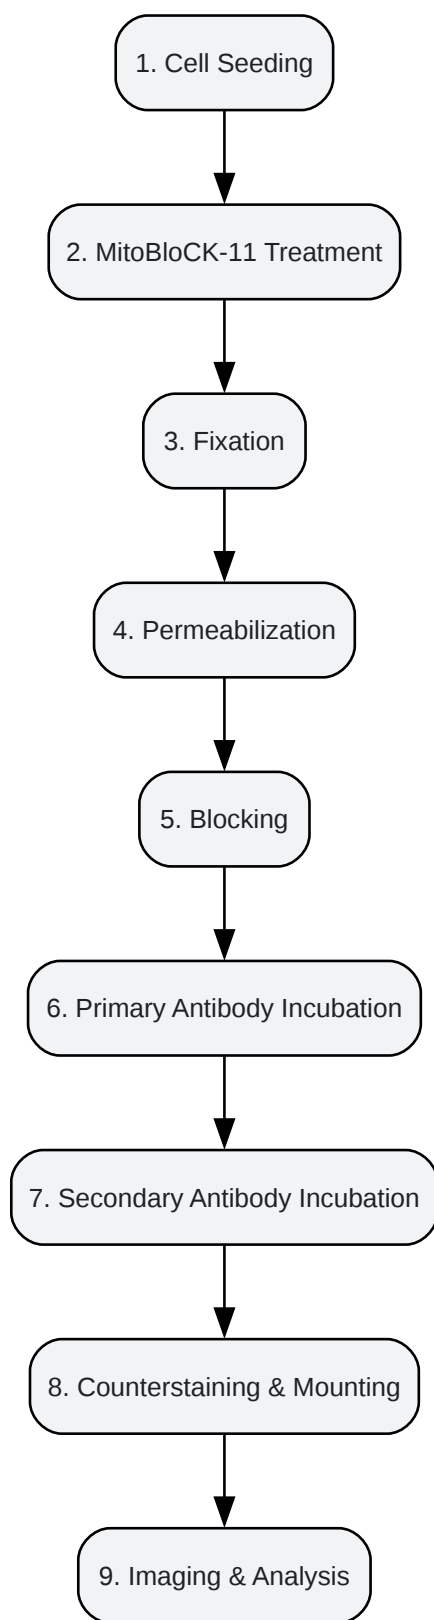 1. Cell Seeding
2. MitoBloCK-11 Treatment
3. Fixation
4. Permeabilization
5. Blocking
6. Primary Antibody Incubation
7. Secondary Antibody Incubation
8. Counterstaining & Mounting
9. Imaging & Analysis